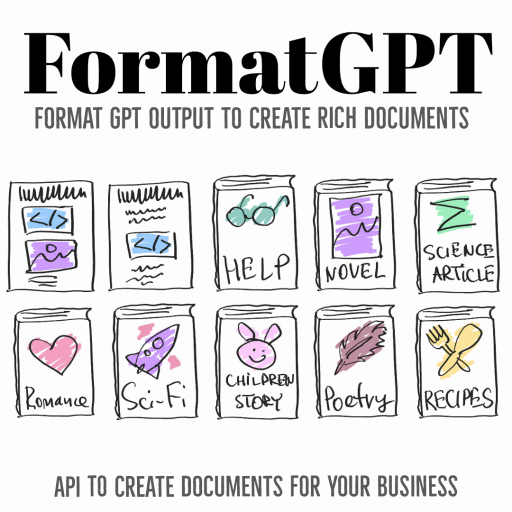 FormatGPT
FORMAT GPT OUTPUT TO CREATE RICH DOCUMENTS
</>
</>
HELP
NOVEL
SCIENCE
ARTICLE
Romance
Sci-Fi
CHILDREN
STORY
Poetry
RECIPES
API TO CREATE DOCUMENTS FOR YOUR BUSINESS